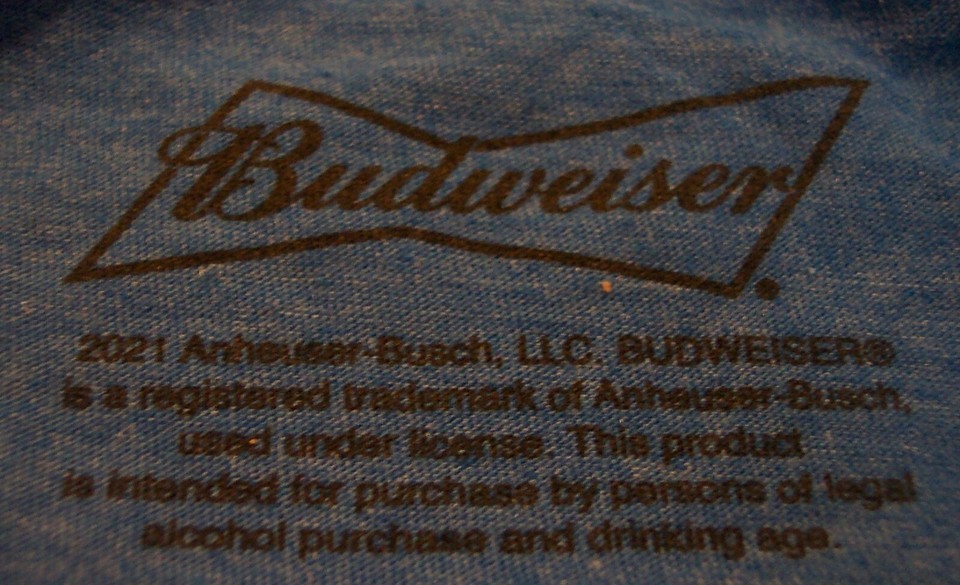 Budweiser
2021 Anheuser-Busch, LLC. BUDWEISER®
is a registered trademark of Anheuser-Busch,
used under license. This product
is intended for purchase by persons of legal
alcohol purchase and drinking age.